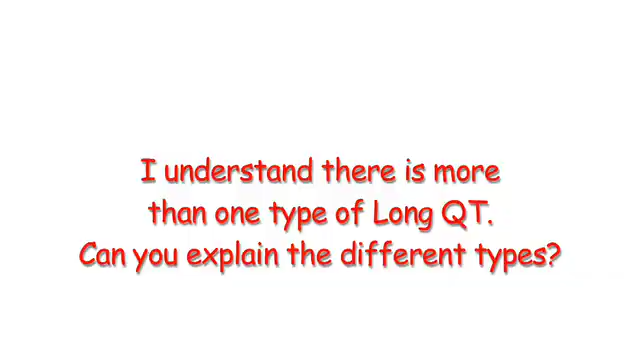 I understand there is more
than one type of Long QT.
Can you explain the different types?